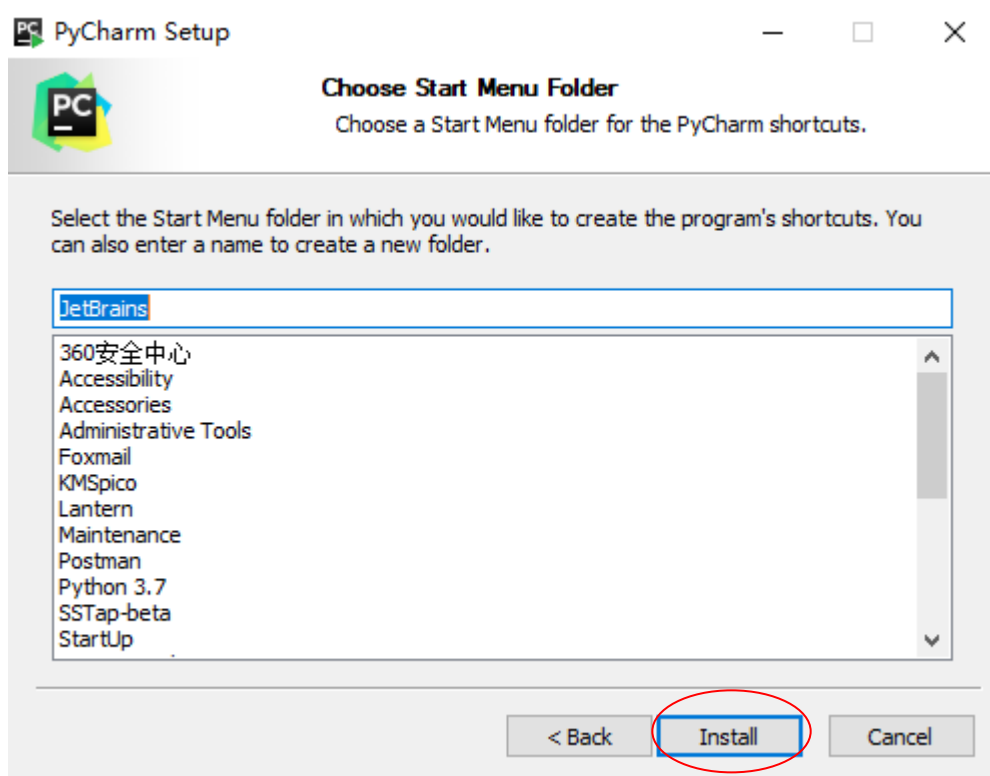 PC PyCharm Setup
PC
Choose Start Menu Folder
Choose a Start Menu folder for the PyCharm shortcuts.
Select the Start Menu folder in which you would like to create the program's shortcuts. You
can also enter a name to create a new folder.
JetBrains
360安全中心
Accessibility
Accessories
Administrative Tools
Foxmail
KMSpico
Lantern
Maintenance
Postman
Python 3.7
SSTap-beta
StartUp
< Back Install Cancel